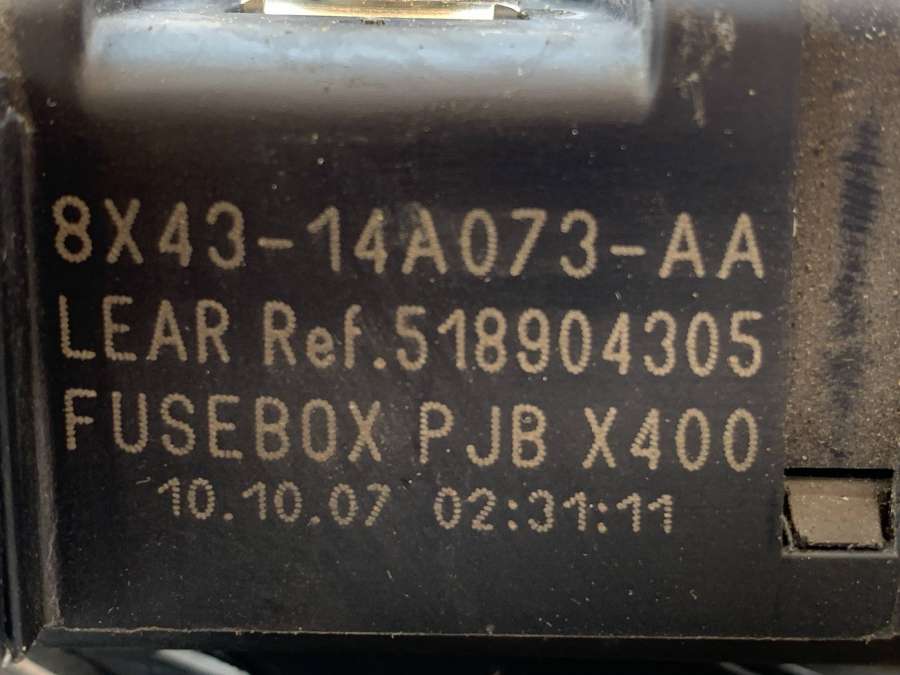 8X43-14A073-AA
LEAR Ref.518904305
FUSEBOX PJB X400
10.10.07 02:31:11